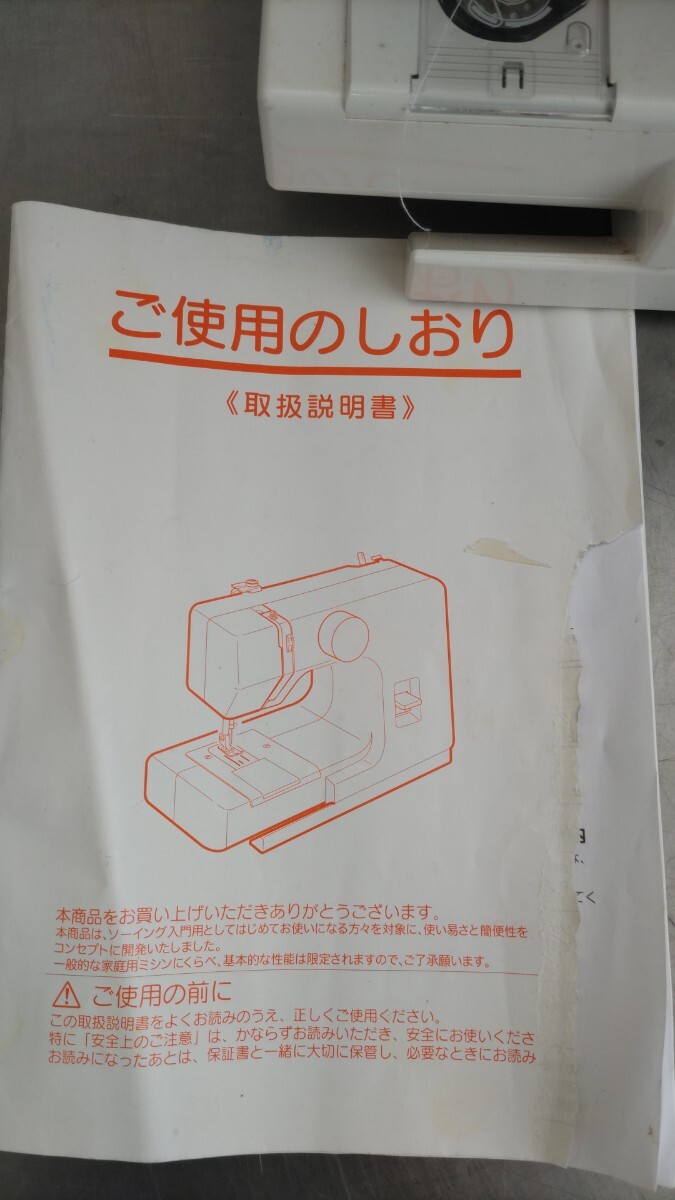 ご使用のしおり
《取扱説明書》
本商品をお買い上げいただきありがとうございます。
本商品は、ソーイング入門用としてはじめてお使いになる方々を対象に、使い易さと簡便性を
コンセプトに開発いたしました。
一般的な家庭用ミシンにくらべ、基本的な性能は限定されますので、ご了承願います。
ご使用の前に
この取扱説明書をよくお読みのうえ、正しくご使用ください。
特に「安全上のご注意」は、かならずお読みいただき、安全にお使いくださ
お読みになったあとは、保証書と一緒に大切に保管し、必要なときにお読み
は、
てく